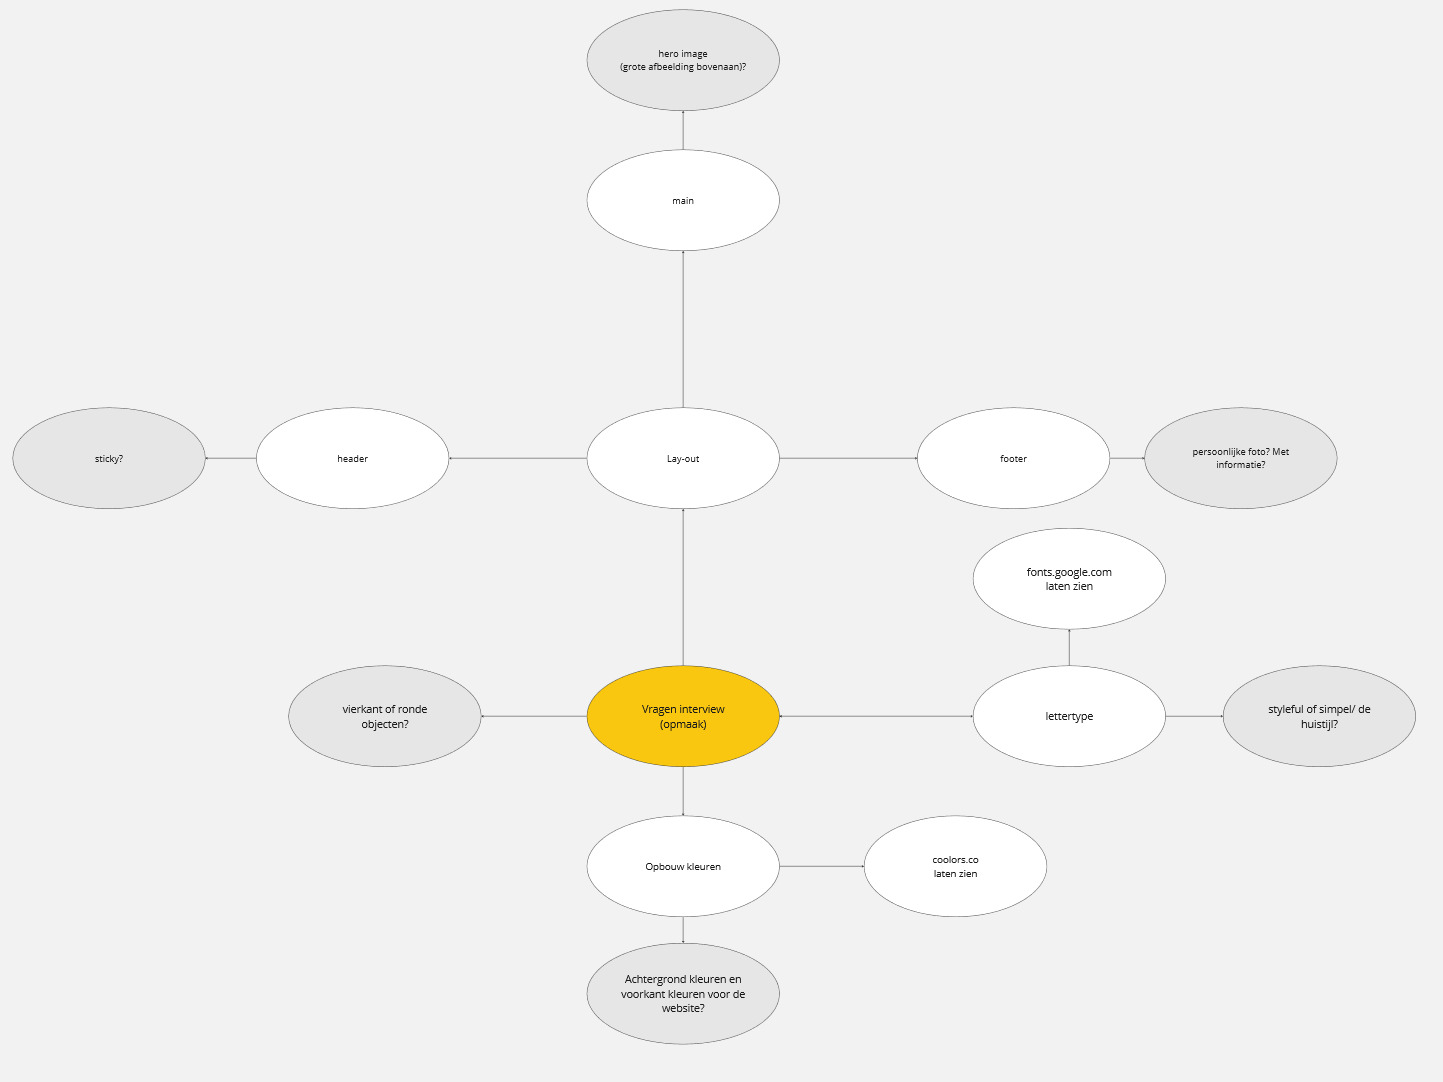 hero image
(grote afbeelding bovenaan)?
main
sticky?
header
Lay-out
footer
persoonlijke foto? Met
informatie?
fonts.google.com
laten zien
vierkant of ronde
objecten?
Vragen interview
(opmaak)
lettertype
styleful of simpel/ de
huistijl?
Opbouw kleuren
coolors.co
laten zien
Achtergrond kleuren en
voorkant kleuren voor de
website?